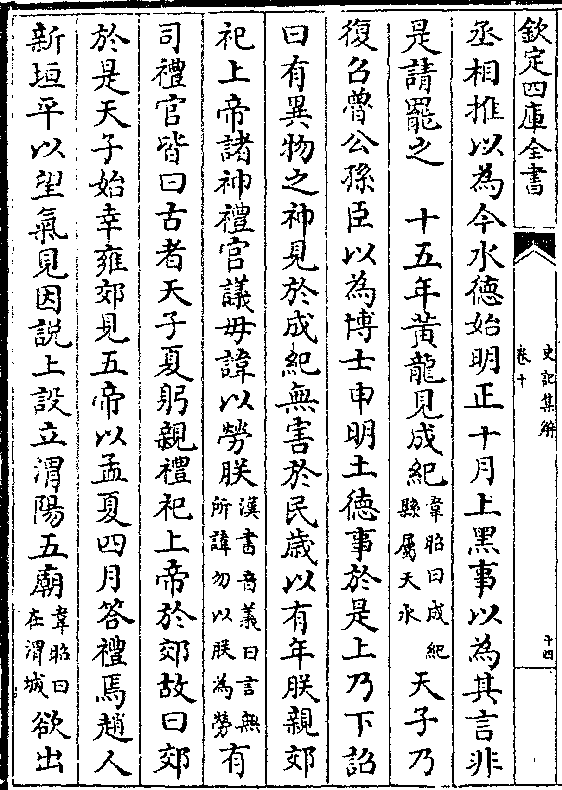 欽定四庫全書
史記集解
卷十
十四
丞相推以為今水徳始明正十月上黒事以為其言非
是請罷之　十五年黄龍見成紀韋昭曰成紀縣屬天水天子乃
復召魯公孫臣以為博士申明土徳事於是上乃下詔
曰有異物之神見於成紀無害於民歳以有年朕親郊
祀上帝諸神禮官議毋諱以勞朕漢書音義曰言無所諱勿以朕為勞有
司禮官皆曰古者天子夏躬親禮祀上帝於郊故曰郊
於是天子始幸雍郊見五帝以孟夏四月答禮焉趙人
新垣平以望氣見因説上設立渭陽五廟韋昭曰在渭城欲出